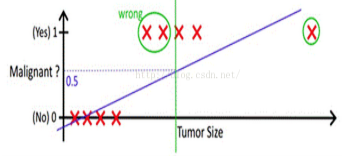 wrong
(Yes) 1
Malignant ?
0.5
(No) 0
Tumor Size